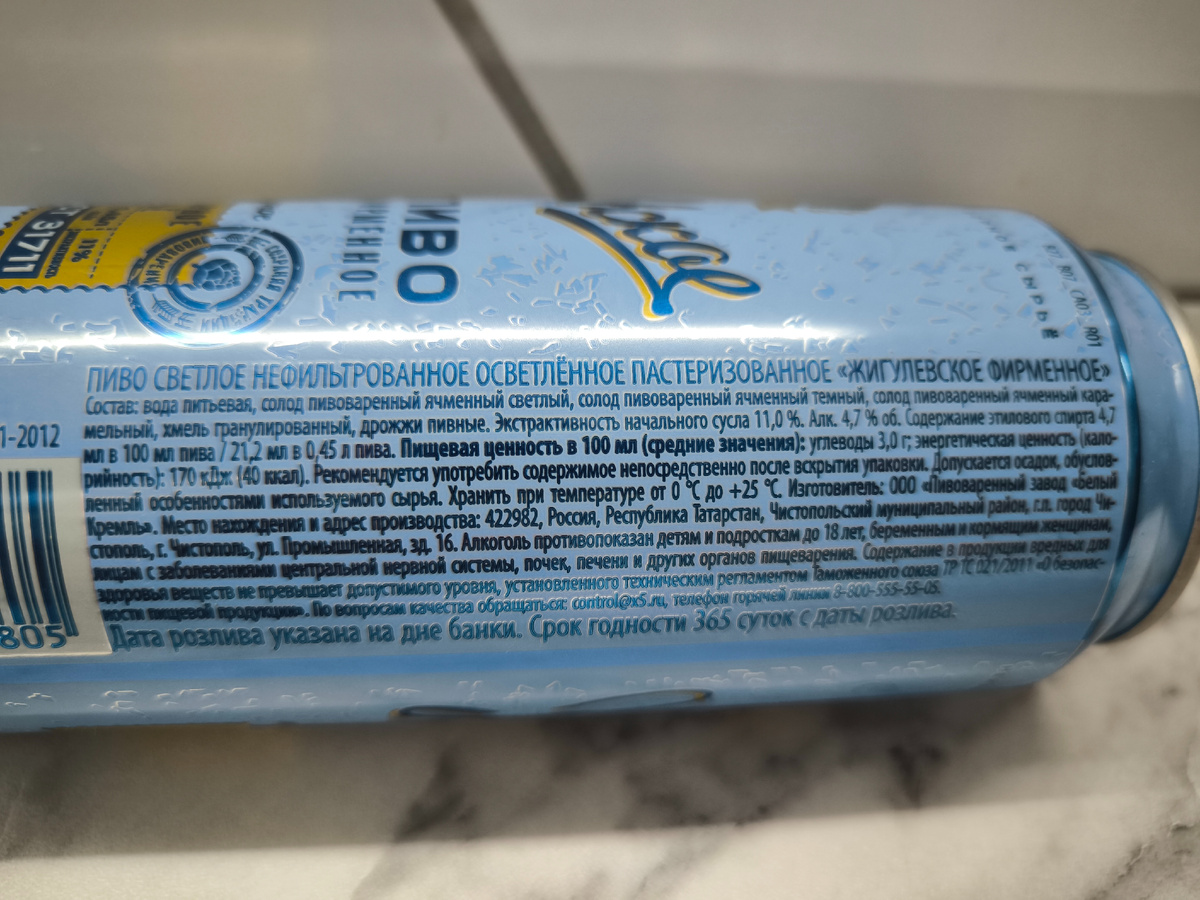 31711
11%
ПИВО
Жигулевское
ПИВО СВЕТЛОЕ НЕФИЛЬТРОВАННОЕ ОСВЕТЛЁННОЕ ПАСТЕРИЗОВАННОЕ «ЖИГУЛЕВСКОЕ ФИРМЕННОЕ»
Состав: вода питьевая, солод пивоваренный ячменный светлый, солод пивоваренный ячменный темный, солод пивоваренный ячменный кара-
мельный, хмель гранулированный, дрожжи пивные. Экстрактивность начального сусла 11,0 %. Алк. 4,7 % об. Содержание этилового спирта 4,7
мл в 100 мл пива / 21,2 мл в 0,45 л пива. Пищевая ценность в 100 мл (средние значения): углеводы 3,0 г; энергетическая ценность (кало-
рийность): 170 кДж (40 ккал). Рекомендуется употребить содержимое непосредственно после вскрытия упаковки. Допускается осадок, обуслов-
ленный особенностями используемого сырья. Хранить при температуре от 0 °C до +25 °C. Изготовитель: ООО «Пивоваренный завод «Белый
Кремль». Место нахождения и адрес производства: 422982, Россия, Республика Татарстан, Чистопольский муниципальный район, г.п. город Чи-
стополь, г. Чистополь, ул. Промышленная, зд. 16. Алкоголь противопоказан детям и подросткам до 18 лет, беременным и кормящим женщинам,
лицам с заболеваниями центральной нервной системы, почек, печени и других органов пищеварения. Содержание в продукции вредных для
здоровья веществ не превышает допустимого уровня, установленного техническим регламентом Таможенного союза ТР ТС 021/2011 «О безопас-
ности пищевой продукции». По вопросам качества обращаться: control@x5.ru, телефон горячей линии 8-800-555-55-05.
Дата розлива указана на дне банки. Срок годности 365 суток с даты розлива.
1-2012
805